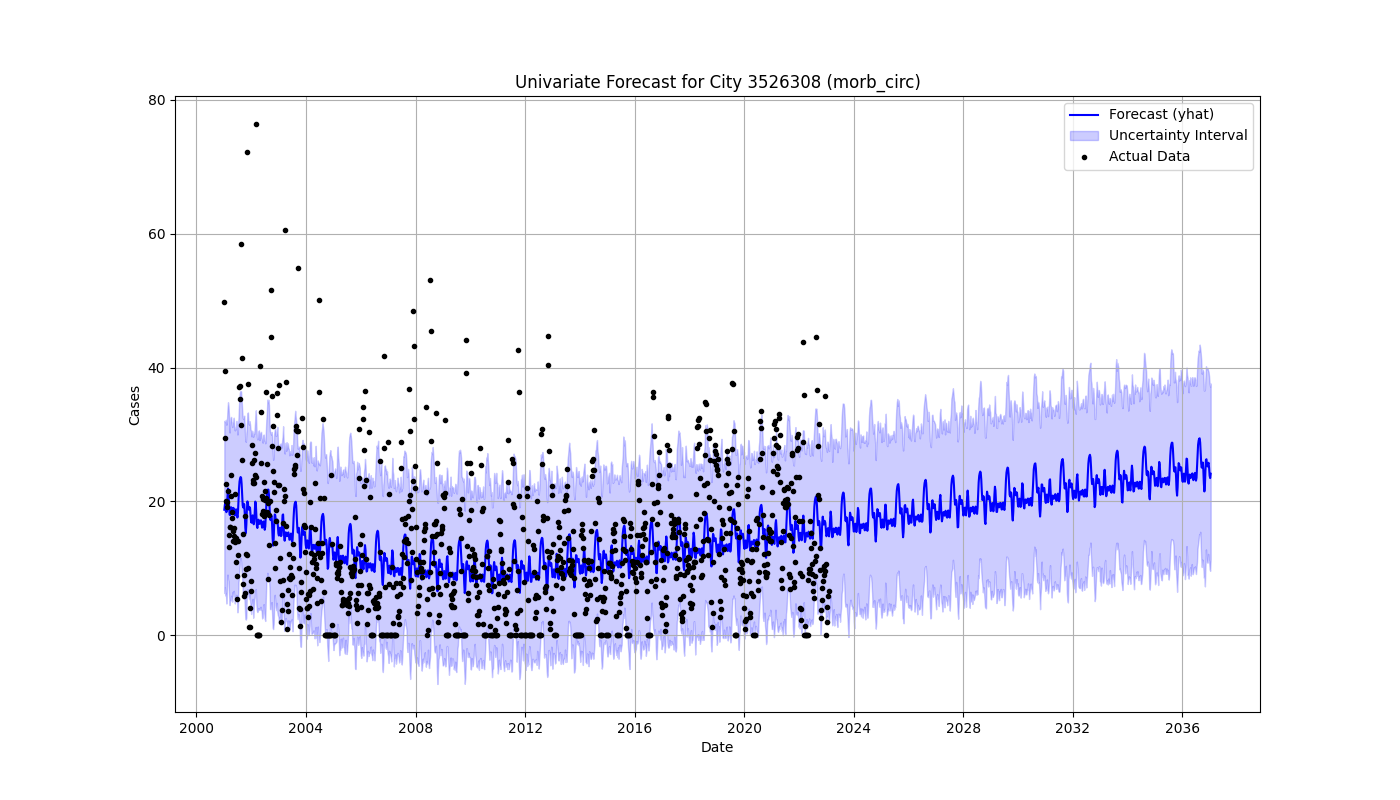 Univariate Forecast for City 3526308 (morb_circ)
Forecast (yhat)
Uncertainty Interval
Actual Data
80
60
40
20
0
Cases
2000 2004 2008 2012 2016 2020 2024 2028 2032 2036
Date